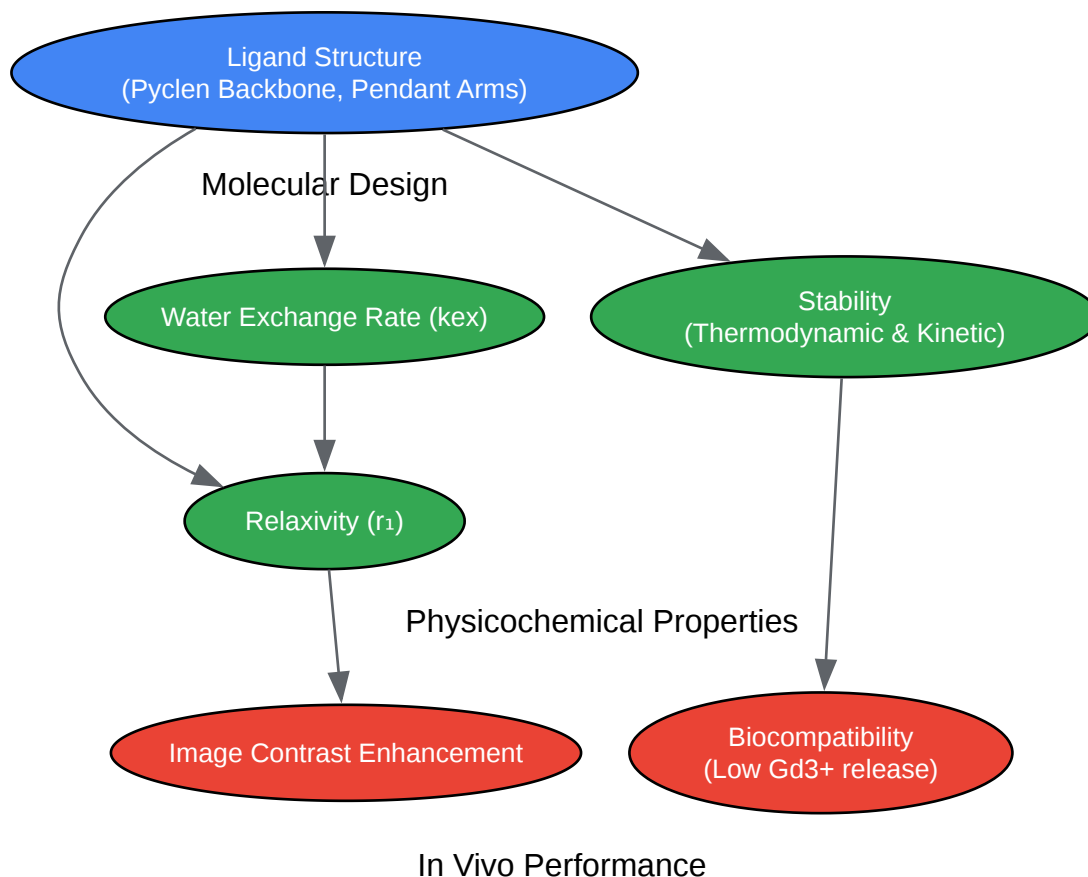 Ligand Structure
(Pyclen Backbone, Pendant Arms)
Molecular Design
Water Exchange Rate (kex)
Stability
(Thermodynamic & Kinetic)
Relaxivity (r₁)
Physicochemical Properties
Image Contrast Enhancement
Biocompatibility
(Low Gd3+ release)
In Vivo Performance